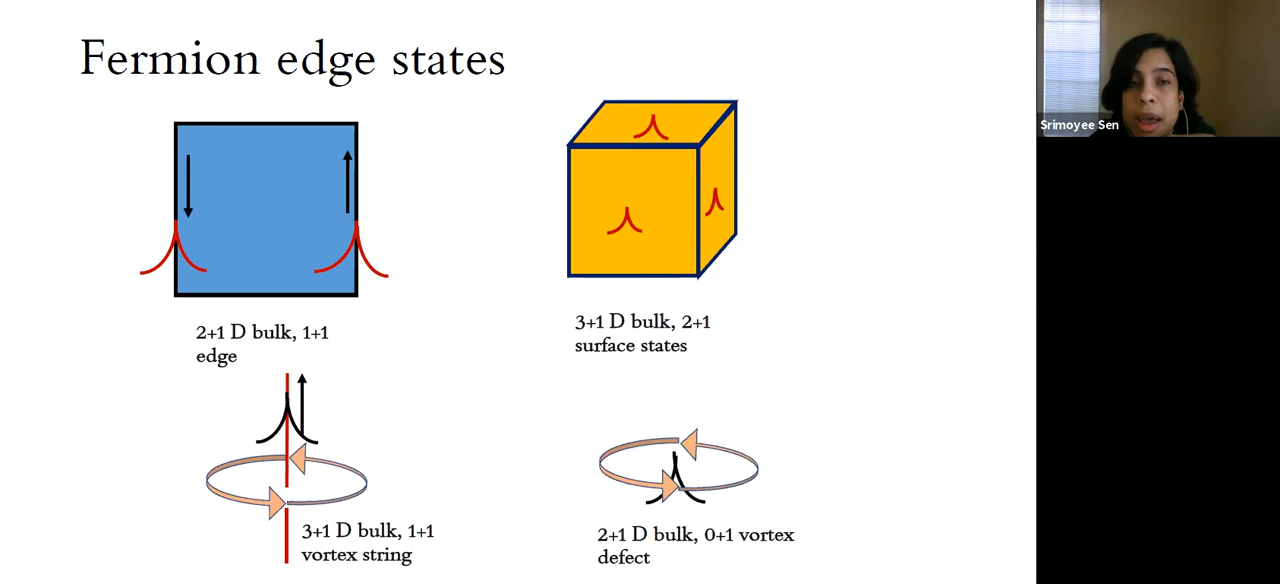 Fermion edge states
Srimoyee Sen
2+1 D bulk, 1+1
edge
3+1 D bulk, 2+1
surface states
3+1 D bulk, 1+1
vortex string
2+1 D bulk, 0+1 vortex
defect